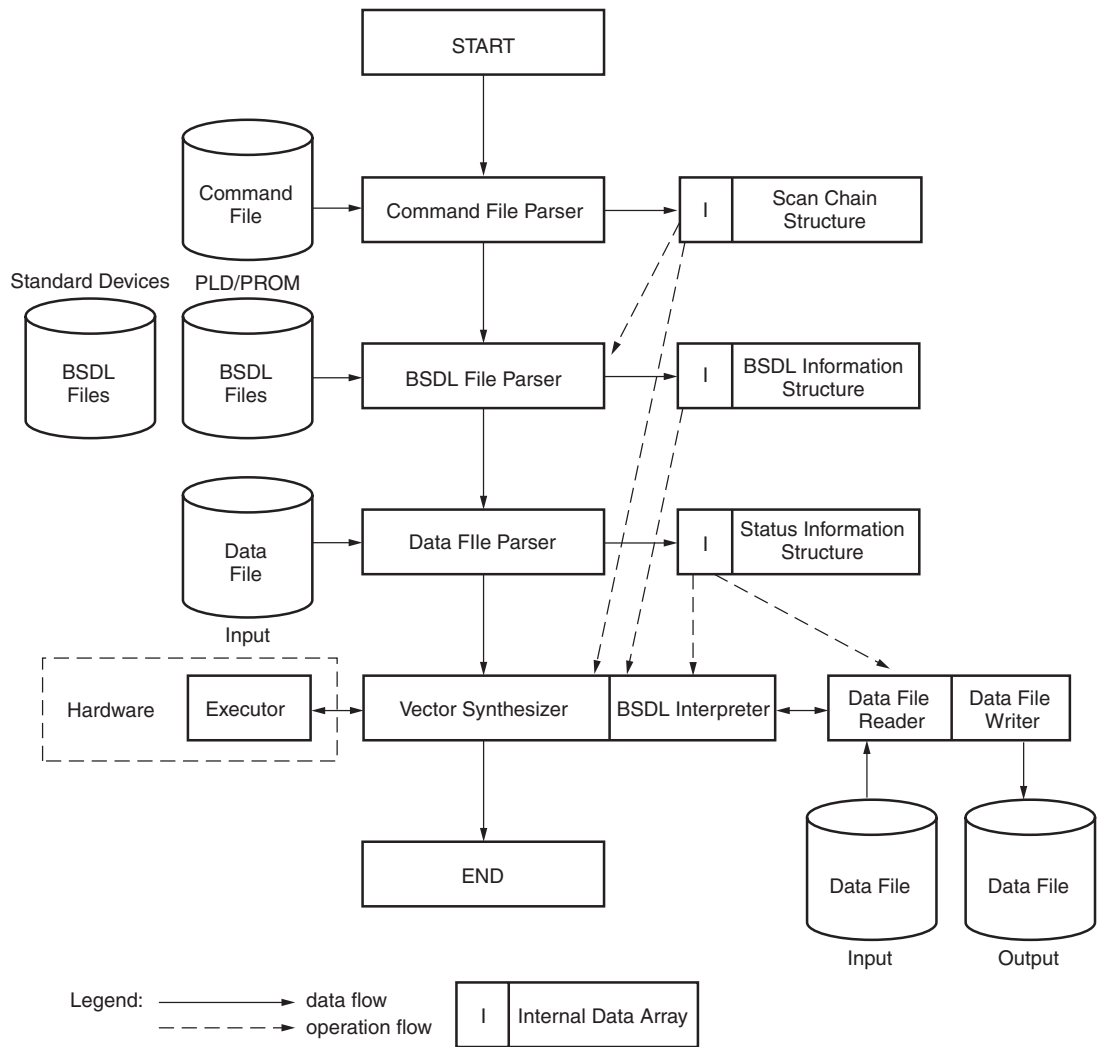 START
Command
File
Command File Parser
I
Scan Chain
Structure
Standard Devices
PLD/PROM
BSDL
Files
BSDL
Files
BSDL File Parser
I
BSDL Information
Structure
Data
File
Input
Data FIle Parser
I
Status Information
Structure
Hardware
Executor
Vector Synthesizer
BSDL Interpreter
Data File
Reader
Data File
Writer
END
Data File
Input
Data File
Output
Legend:
data flow
operation flow
I
Internal Data Array